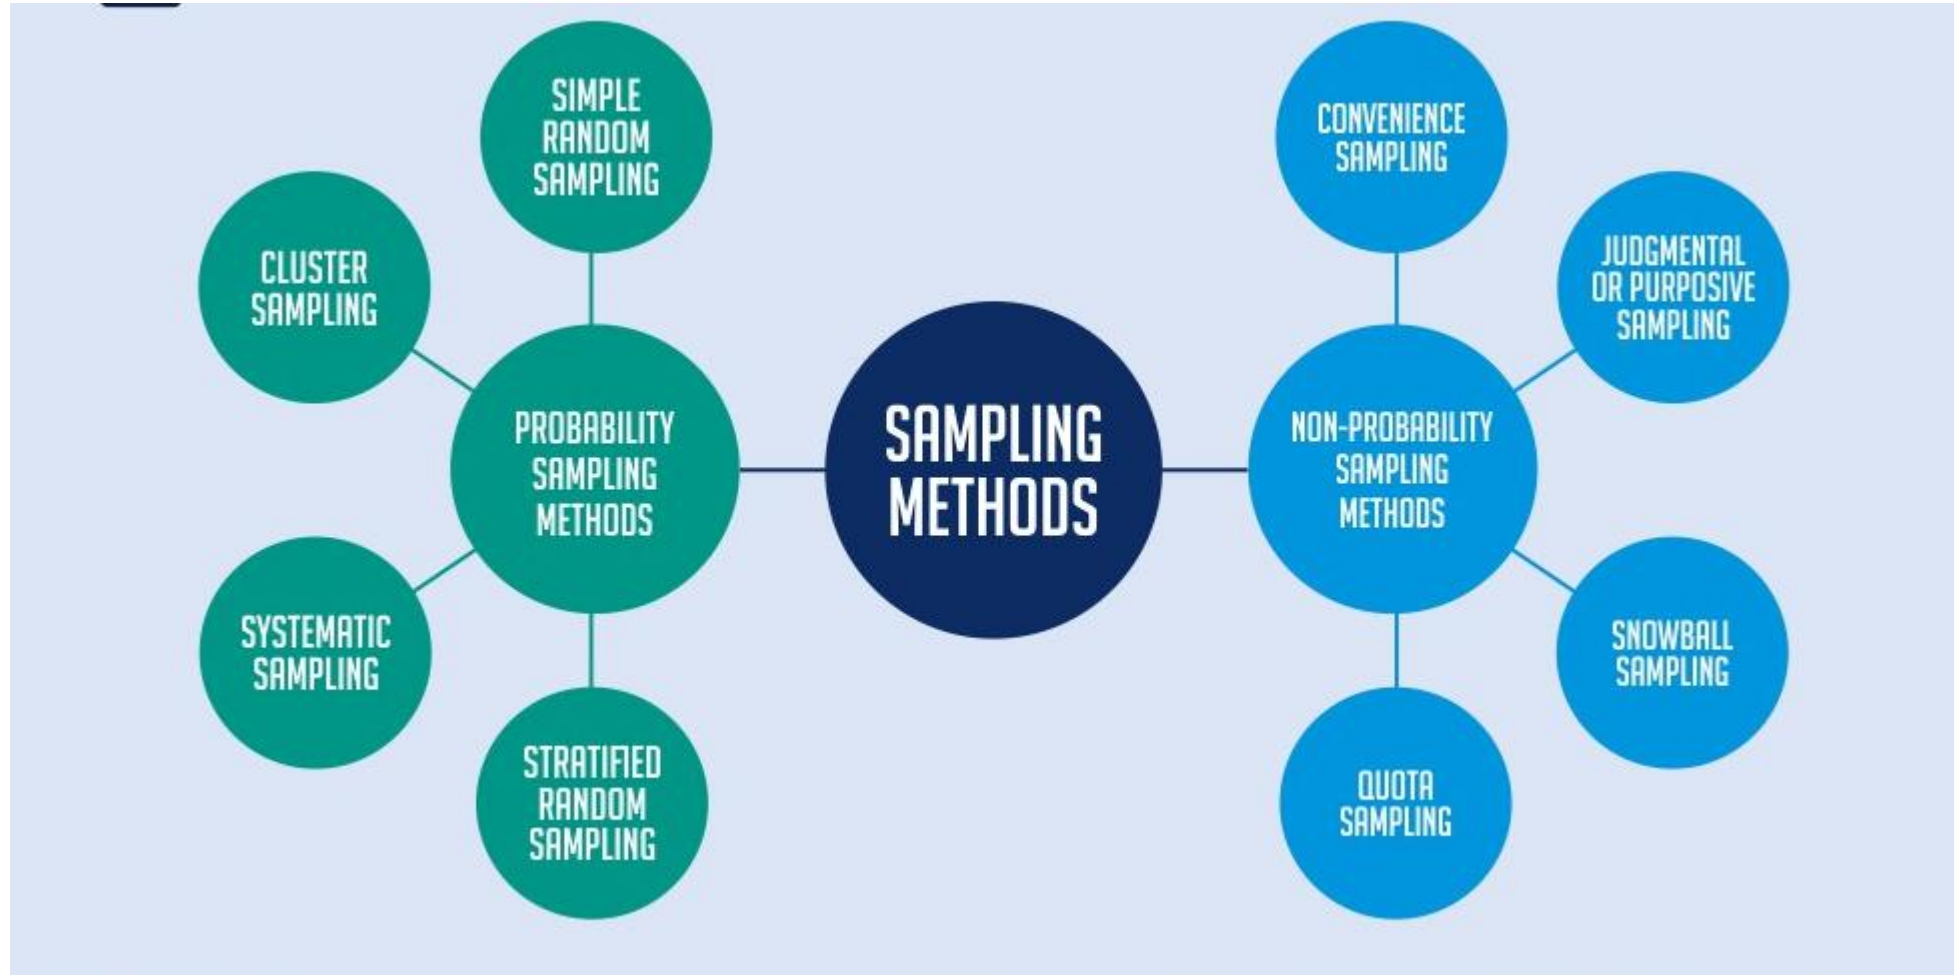 SIMPLE
RANDOM
SAMPLING
CLUSTER
SAMPLING
PROBABILITY
SAMPLING
METHODS
SYSTEMATIC
SAMPLING
STRATIFIED
RANDOM
SAMPLING
SAMPLING
METHODS
CONVENIENCE
SAMPLING
JUDGMENTAL
OR PURPOSIVE
SAMPLING
NON-PROBABILITY
SAMPLING
METHODS
SNOWBALL
SAMPLING
QUOTA
SAMPLING